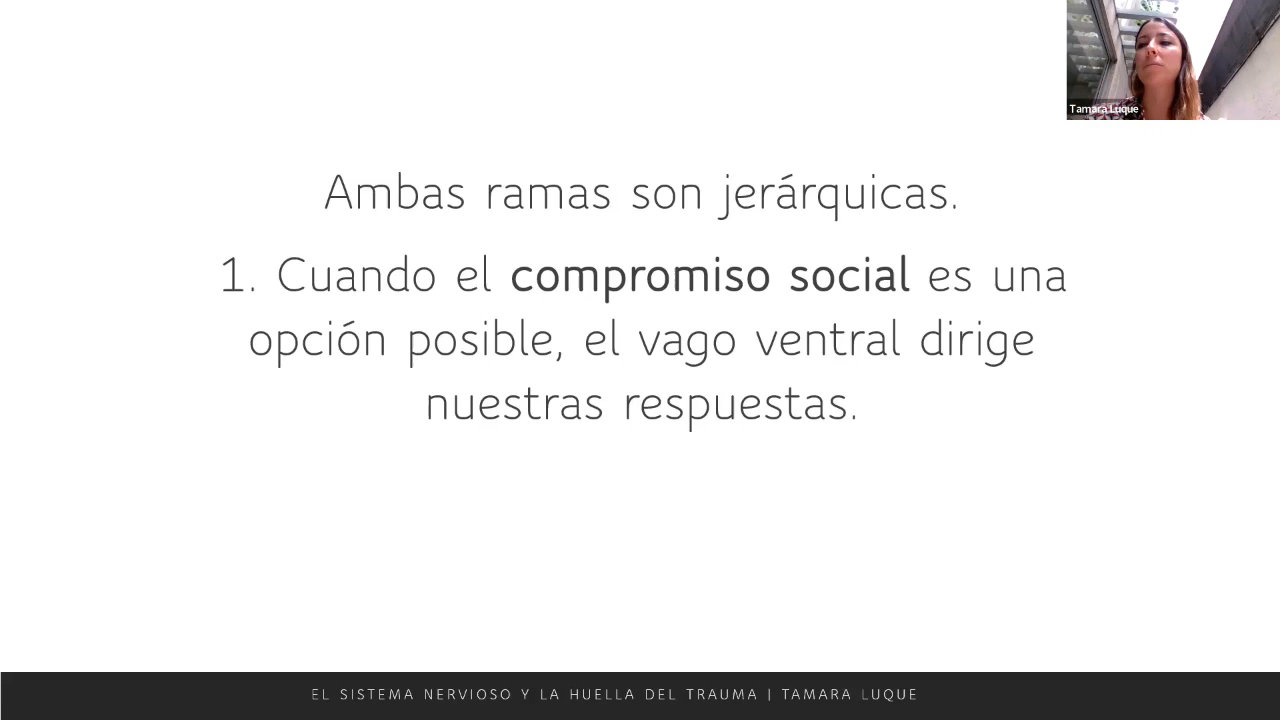 Tamara Luque
Ambas ramas son jerárquicas.
1. Cuando el compromiso social es una
opción posible, el vago ventral dirige
nuestras respuestas.
EL SISTEMA NERVIOSO Y LA HUELLA DEL TRAUMA | TAMARA LUQUE